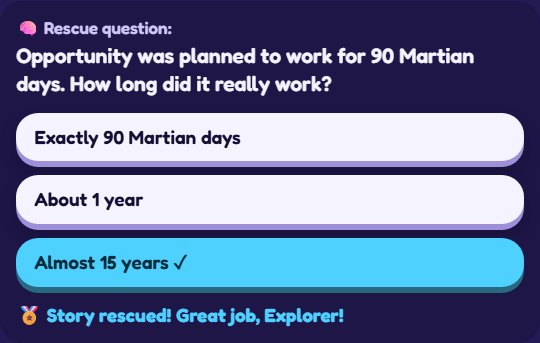 🧠 Rescue question:
Opportunity was planned to work for 90 Martian
days. How long did it really work?
Exactly 90 Martian days
About 1 year
Almost 15 years ✓
🏅 Story rescued! Great job, Explorer!